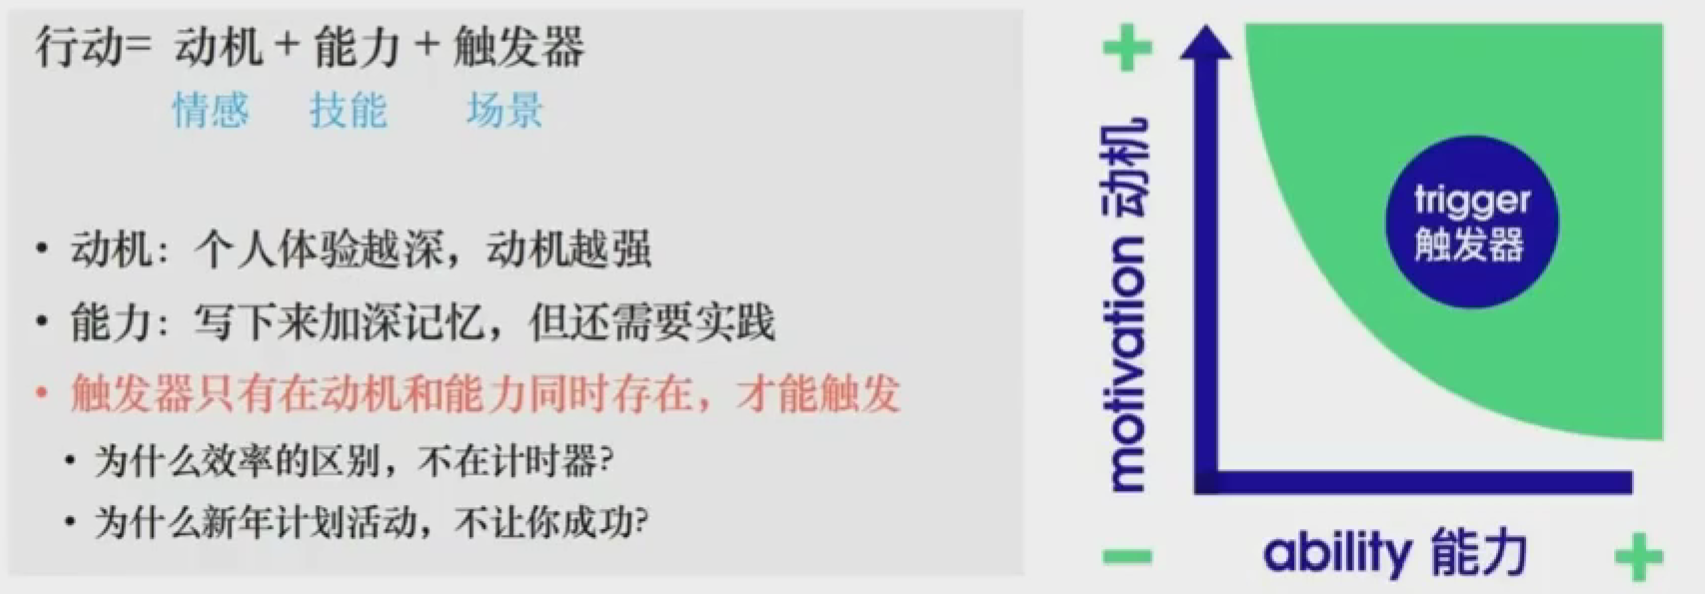 行动= 动机 + 能力 + 触发器
情感 技能 场景
• 动机：个人体验越深，动机越强
• 能力：写下来加深记忆，但还需要实践
• 触发器只有在动机和能力同时存在，才能触发
• 为什么效率的区别，不在计时器?
• 为什么新年计划活动，不让你成功?
+
motivation 动机
trigger
触发器
− ability 能力 +